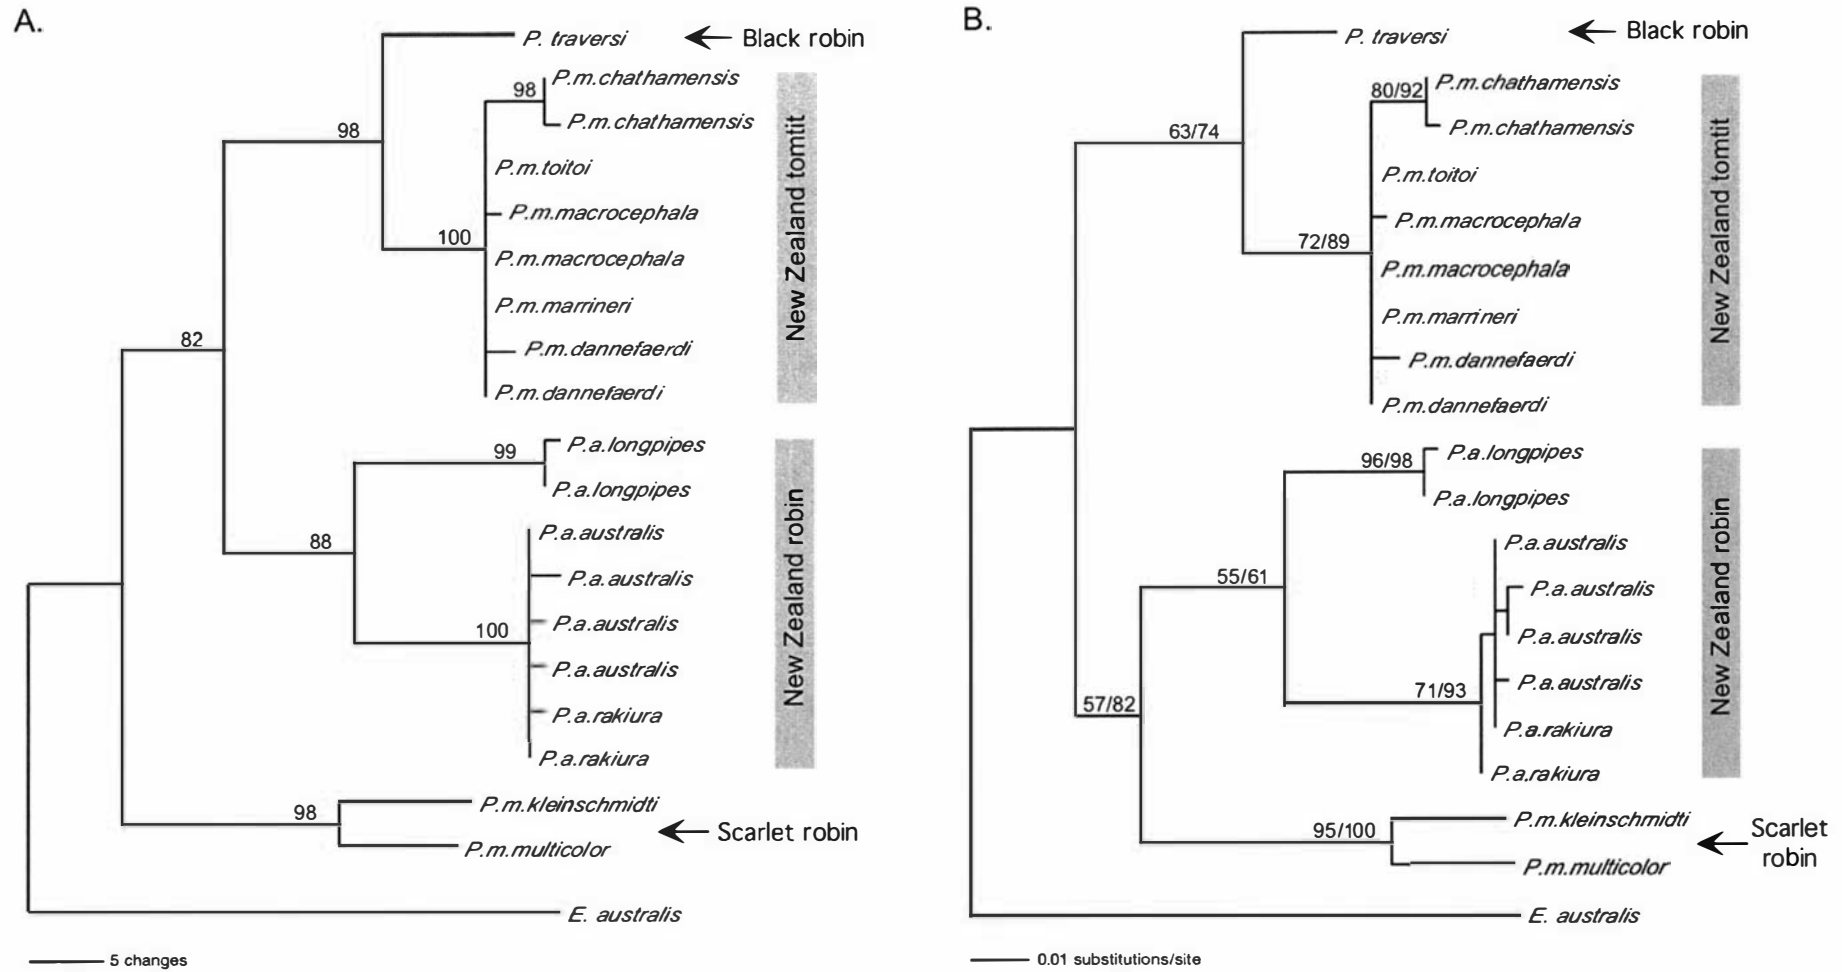 A.
P. traversi
Black robin
98
P.m.chathamensis
98
P.m.chathamensis
P.m.toitoi
P.m.macrocephala
100
P.m.macrocephala
P.m.marrineri
P.m.dannefaerdi
P.m.dannefaerdi
New Zealand tomtit
82
99
P.a.longpipes
P.a.longpipes
88
P.a.australis
P.a.australis
P.a.australis
100
P.a.australis
P.a.rakiura
P.a.rakiura
New Zealand robin
98
P.m.kleinschmidti
Scarlet robin
P.m.multicolor
E. australis
5 changes
B.
P. traversi
Black robin
63/74
80/92
P.m.chathamensis
P.m.chathamensis
P.m.toitoi
P.m.macrocephala
72/89
P.m.macrocephala
P.m.marrineri
P.m.dannefaerdi
P.m.dannefaerdi
New Zealand tomtit
96/98
P.a.longpipes
P.a.longpipes
55/61
P.a.australis
P.a.australis
P.a.australis
P.a.australis
71/93
P.a.rakiura
P.a.rakiura
New Zealand robin
57/82
95/100
P.m.kleinschmidti
Scarlet
robin
P.m.multicolor
E. australis
0.01 substitutions/site